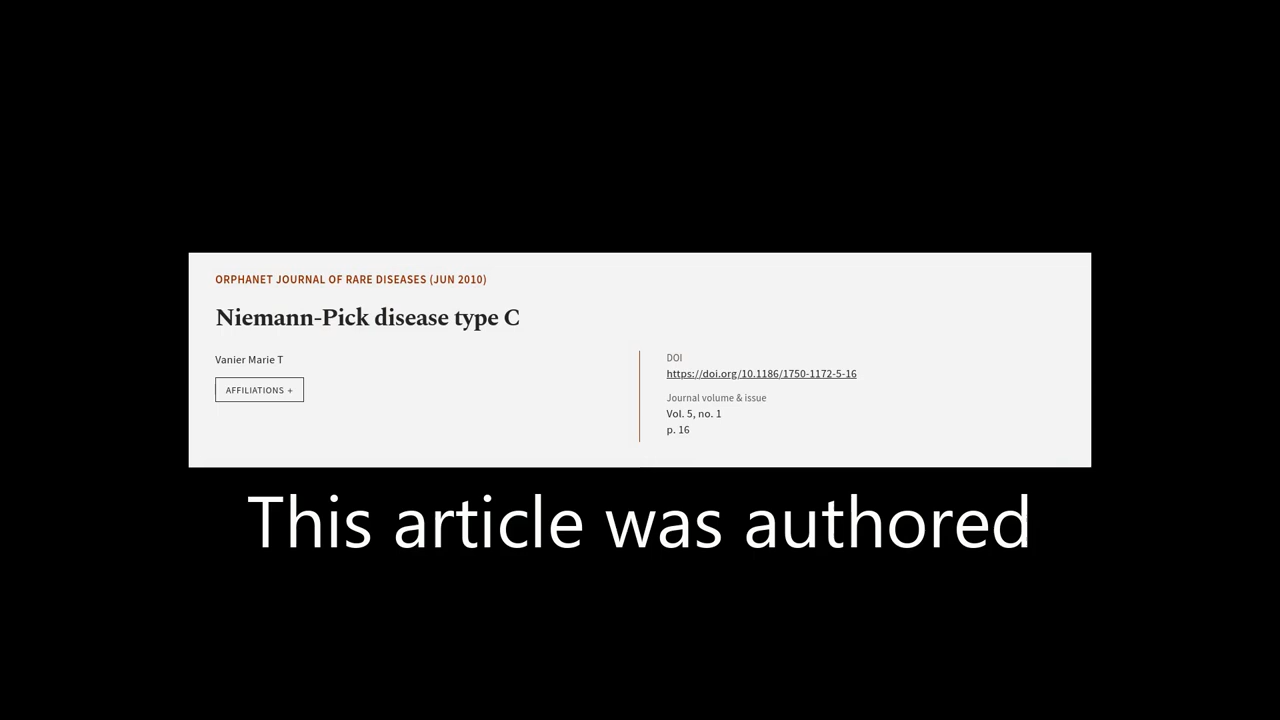 ORPHANET JOURNAL OF RARE DISEASES (JUN 2010)
Niemann-Pick disease type C
Vanier Marie T
AFFILIATIONS +
DOI
https://doi.org/10.1186/1750-1172-5-16
Journal volume & issue
Vol. 5, no. 1
p. 16
This article was authored